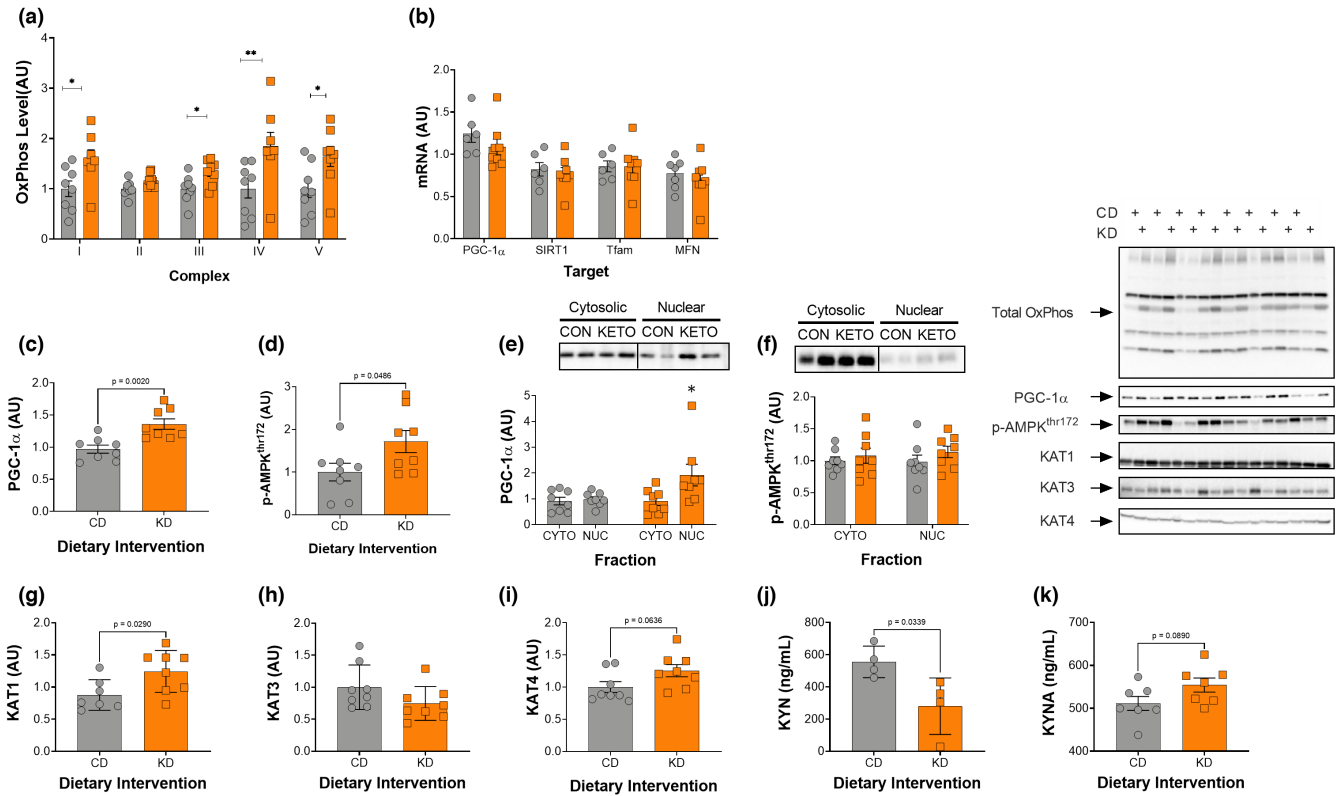 (a)
OxPhos Level(AU)
4
3
2
1
0
*
*
**
*
I II III IV V
Complex
(b)
mRNA (AU)
2.0
1.5
1.0
0.5
0.0
PGC-1α SIRT1 Tfam MFN
Target
CD + + + + + + + +
KD + + + + + + + +
Total OxPhos
PGC-1α
p-AMPKthr172
KAT1
KAT3
KAT4
(c)
PGC-1α (AU)
2.0
1.5
1.0
0.5
0.0
p = 0.0020
CD KD
Dietary Intervention
(d)
p-AMPKthr172 (AU)
3
2
1
0
p = 0.0486
CD KD
Dietary Intervention
(e)
Cytosolic Nuclear
CON KETO CON KETO
PGC-1α (AU)
5
4
3
2
1
0
*
CYTO NUC CYTO NUC
Fraction
(f)
Cytosolic Nuclear
CON KETO CON KETO
p-AMPKthr172 (AU)
2.0
1.5
1.0
0.5
0.0
CYTO NUC
Fraction
(g)
KAT1 (AU)
2.0
1.5
1.0
0.5
0.0
p = 0.0290
CD KD
Dietary Intervention
(h)
KAT3 (AU)
2.0
1.5
1.0
0.5
0.0
CD KD
Dietary Intervention
(i)
KAT4 (AU)
2.0
1.5
1.0
0.5
0.0
p = 0.0636
CD KD
Dietary Intervention
(j)
KYN (ng/mL)
800
600
400
200
0
p = 0.0339
CD KD
Dietary Intervention
(k)
KYNA (ng/mL)
700
600
500
400
p = 0.0890
CD KD
Dietary Intervention